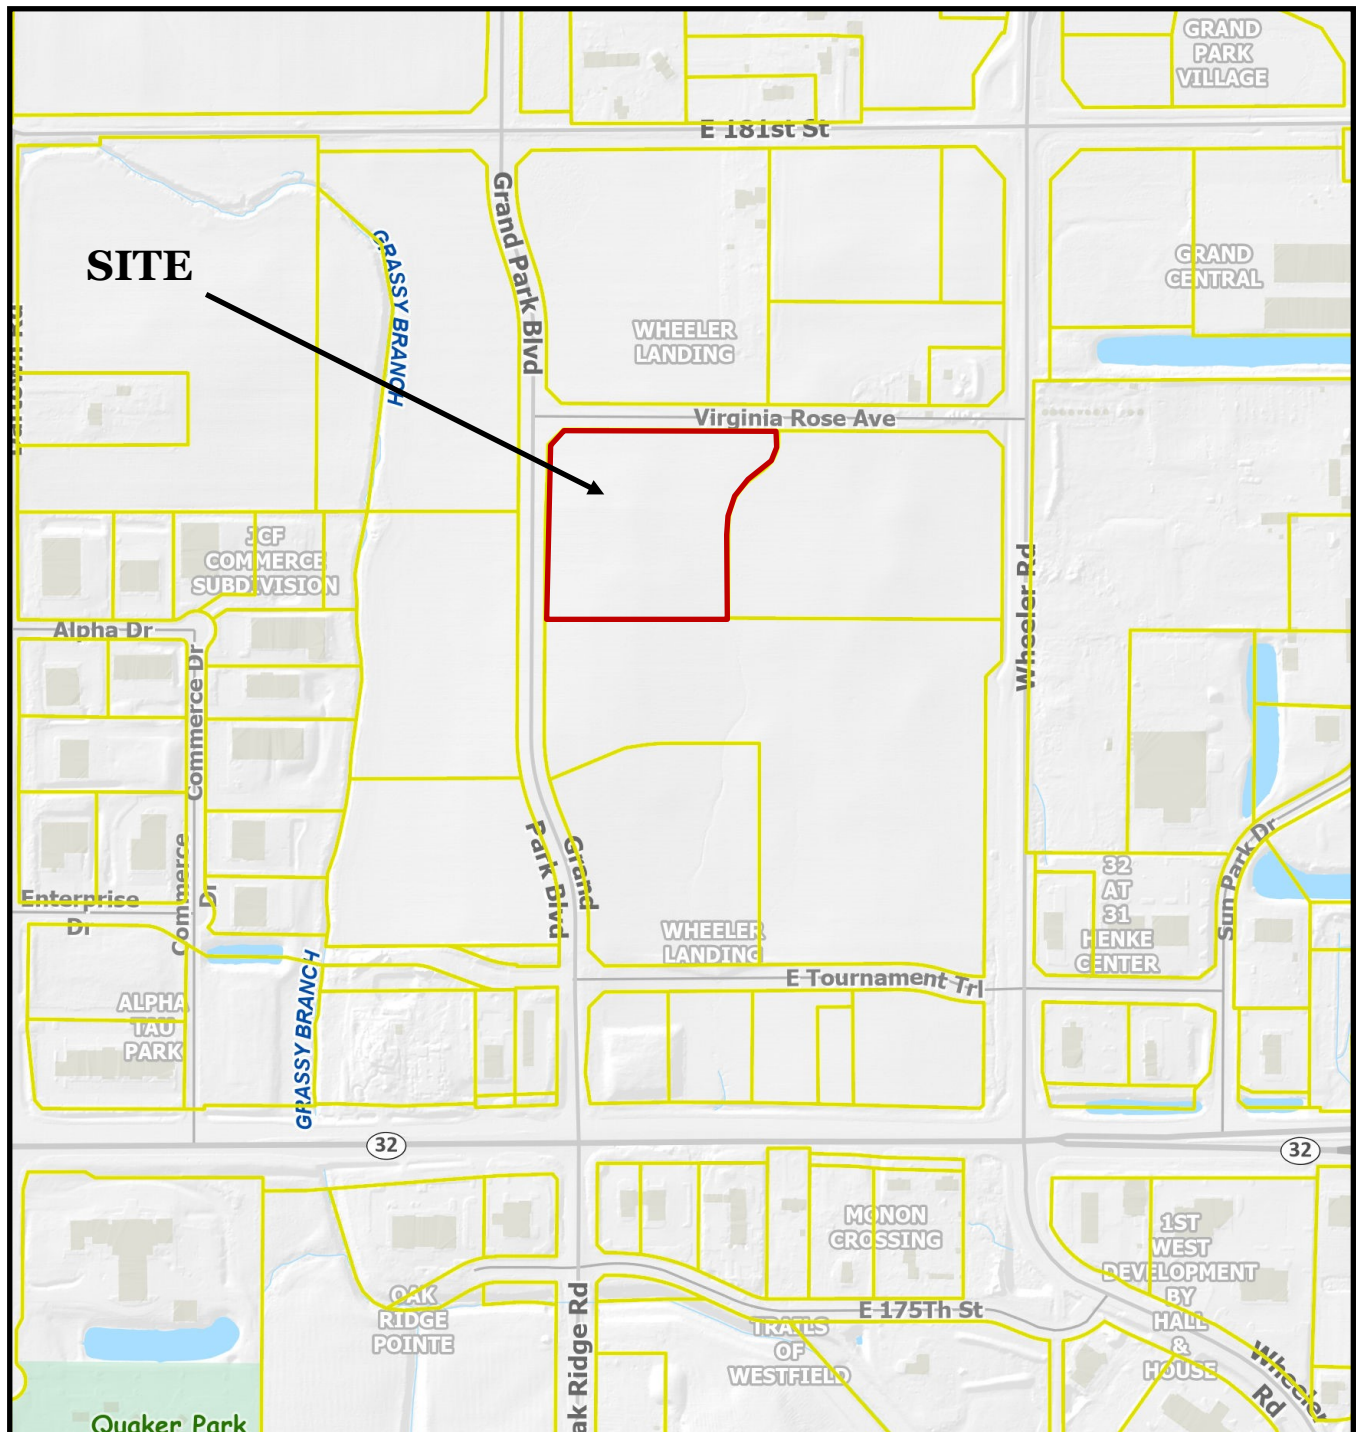 GRAND
PARK
VILLAGE
E 181st St
Grand Park Blvd
SITE
GRASSY BRANCH
GRAND
CENTRAL
WHEELER
LANDING
Virginia Rose Ave
JCF
COMMERCE
SUBDIVISION
Wheeler Rd
Alpha Dr
Commerce Dr
Grand
Park Blvd
Sun Park Dr
Commerce
Dr
Enterprise
Dr
32
AT
31
HENKE
CENTER
WHEELER
LANDING
E Tournament Trl
GRASSY BRANCH
ALPHA
TAU
PARK
32
32
MONON
CROSSING
1ST
WEST
DEVELOPMENT
BY
HALL
&
HOUSE
OAK
RIDGE
POINTE
ak Ridge Rd
E 175Th St
TRAILS
OF
WESTFIELD
Wheeler
Rd
Quaker Park